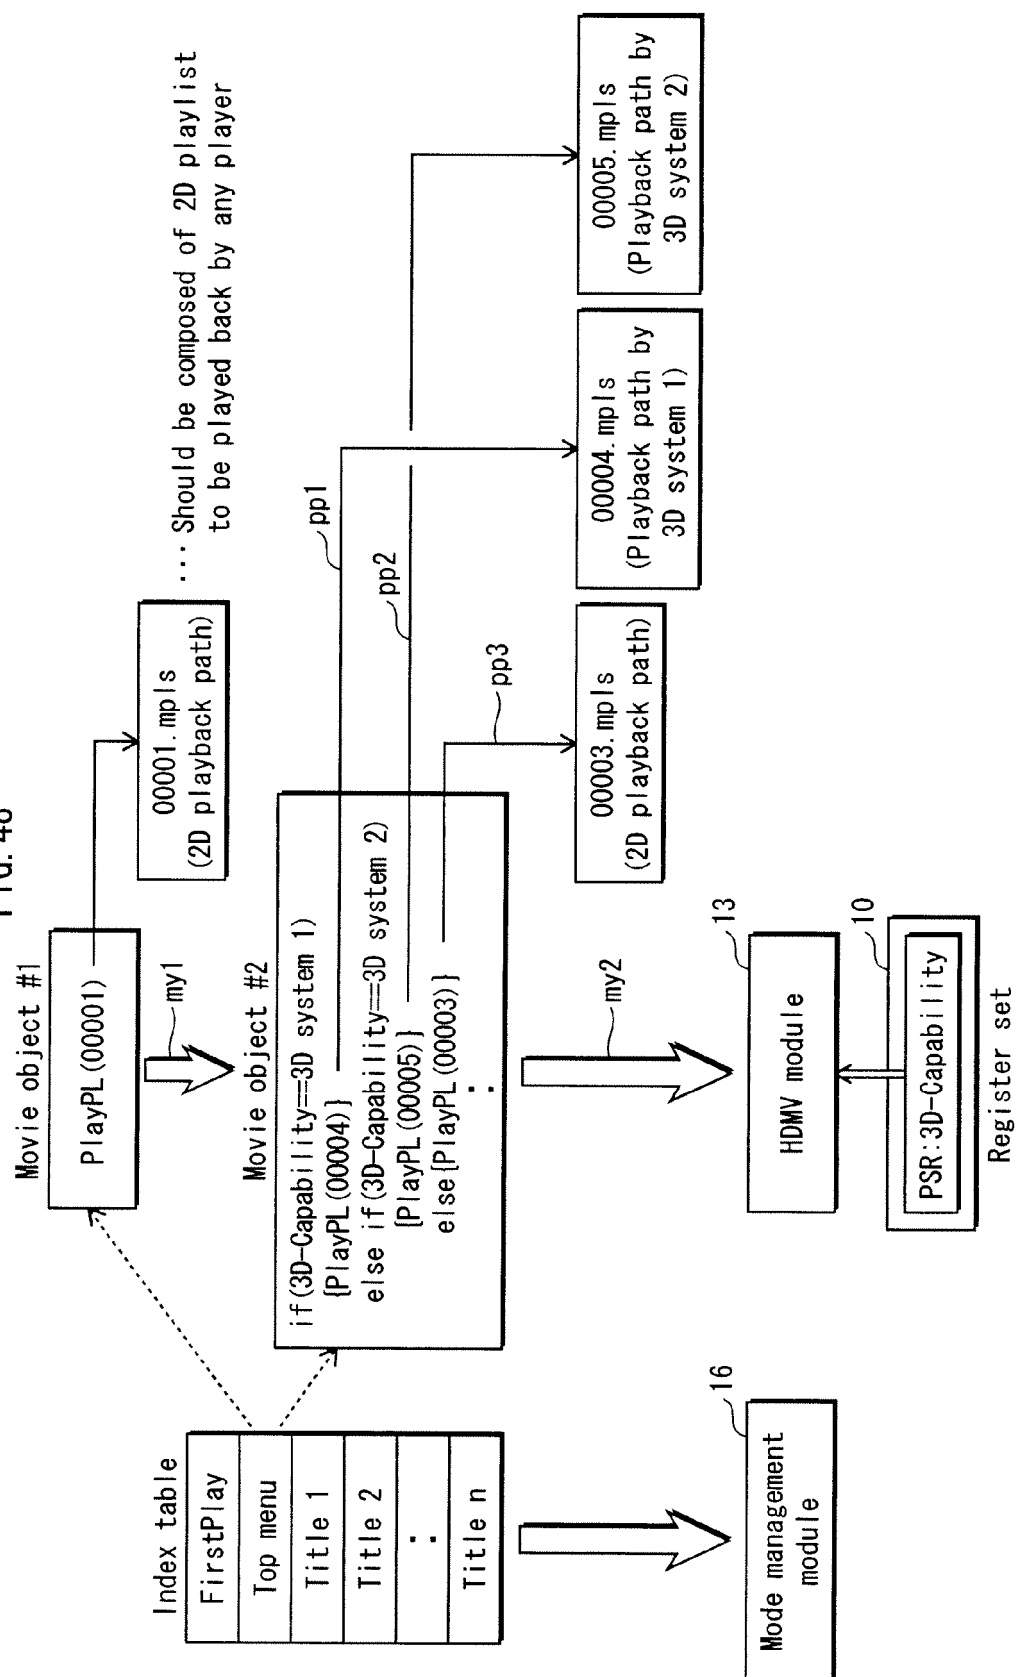 Movie object #1
PlayPL(00001)
my1
00001.mpls
(2D playback path)
... Should be composed of 2D playlist
to be played back by any player
Index table
FirstPlay
Top menu
Title 1
Title 2
:
Title n
Movie object #2
if(3D-Capability==3D system 1)
{PlayPL(00004)}
else if(3D-Capability==3D system 2)
{PlayPL(00005)}
else{PlayPL(00003)}
:
pp1
pp2
pp3
00003.mpls
(2D playback path)
00004.mpls
(Playback path by
3D system 1)
00005.mpls
(Playback path by
3D system 2)
my2
16
Mode management
module
13
HDMV module
10
PSR:3D-Capability
Register set